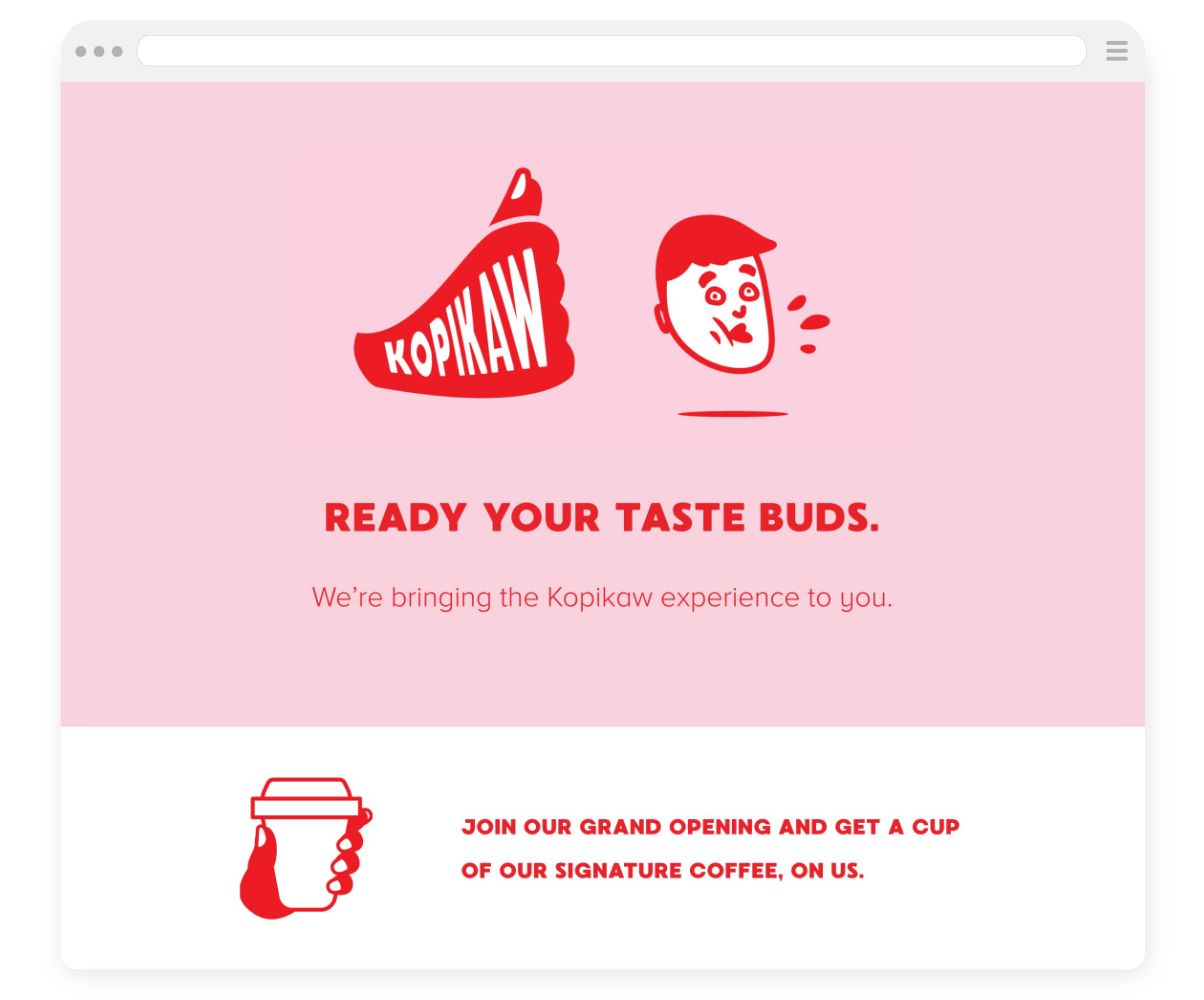 KOPIKAW
READY YOUR TASTE BUDS.
We’re bringing the Kopikaw experience to you.
JOIN OUR GRAND OPENING AND GET A CUP
OF OUR SIGNATURE COFFEE, ON US.